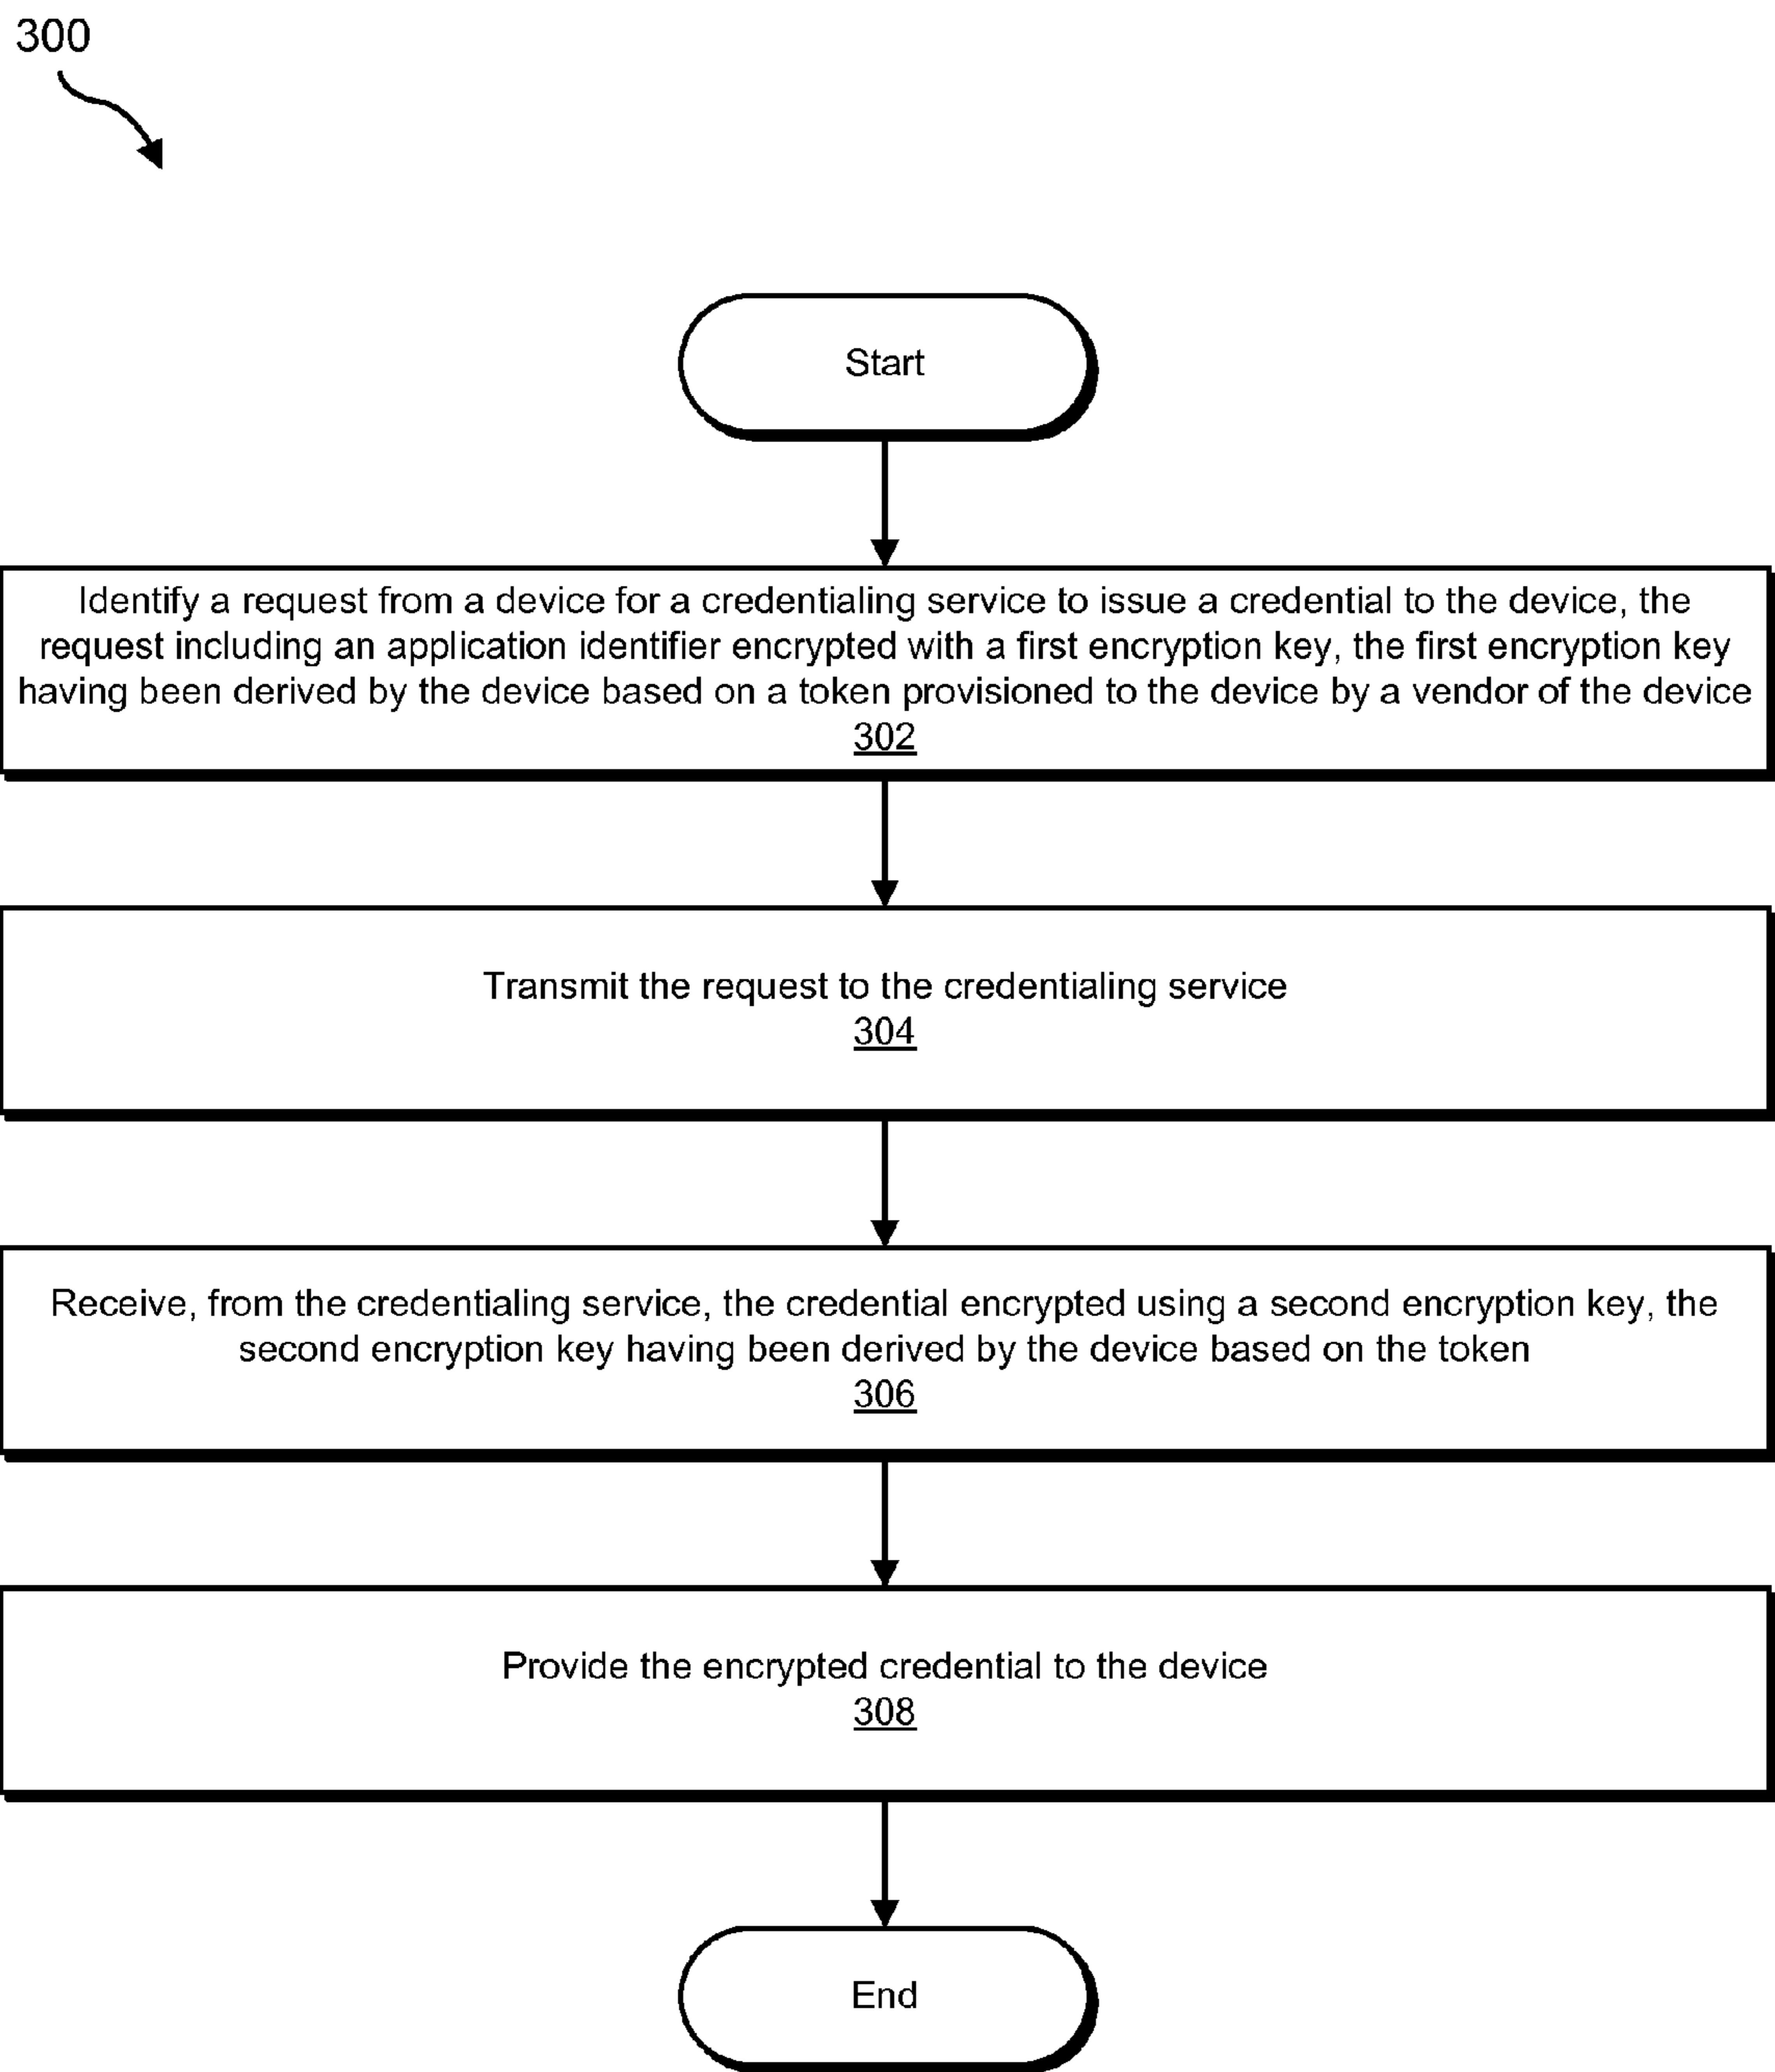 300
Start
Identify a request from a device for a credentialing service to issue a credential to the device, the
request including an application identifier encrypted with a first encryption key, the first encryption key
having been derived by the device based on a token provisioned to the device by a vendor of the device
302
Transmit the request to the credentialing service
304
Receive, from the credentialing service, the credential encrypted using a second encryption key, the
second encryption key having been derived by the device based on the token
306
Provide the encrypted credential to the device
308
End